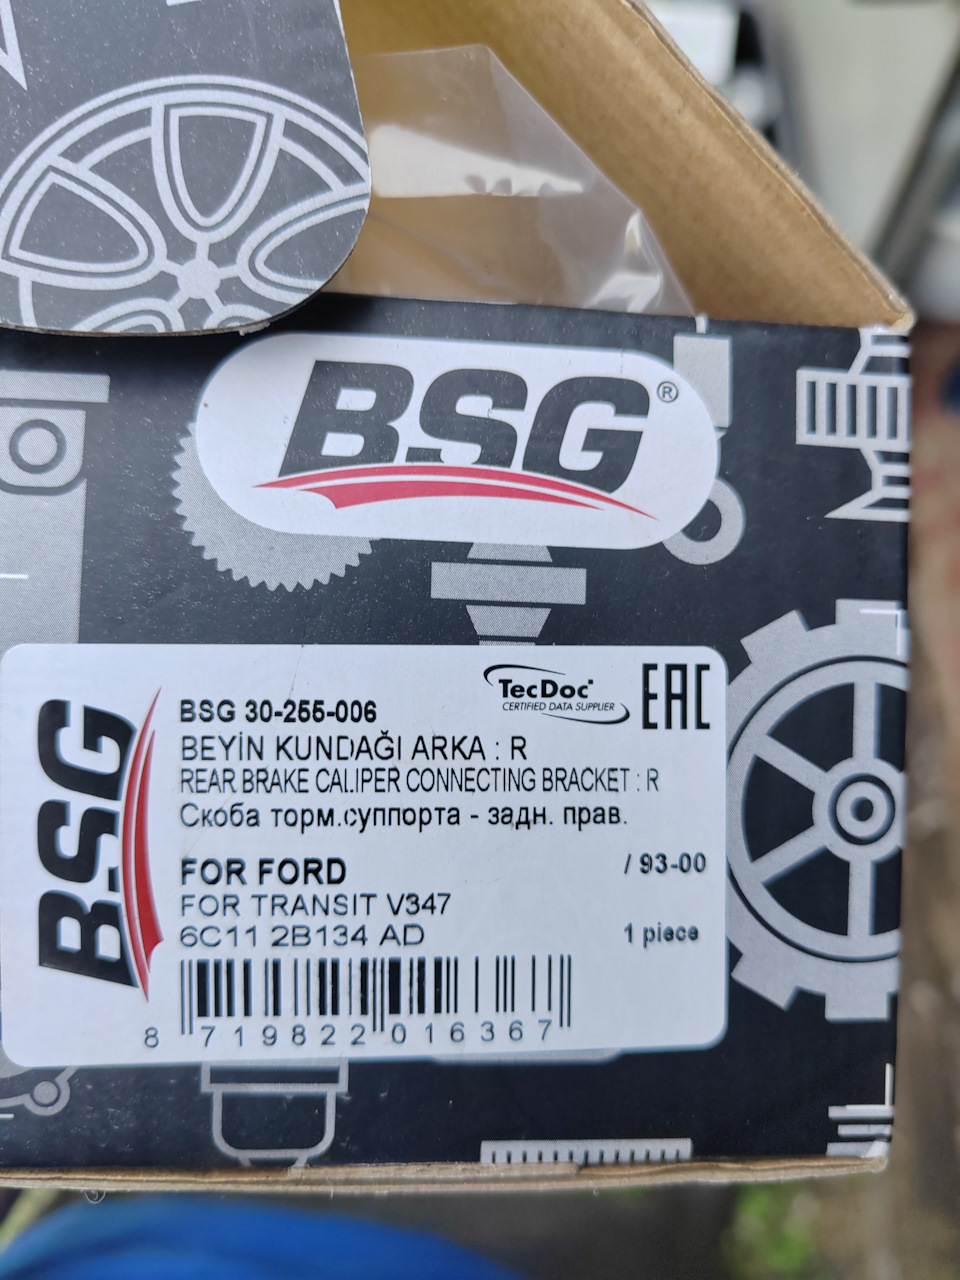 BSG®
BSG
TecDoc
CERTIFIED DATA SUPPLIER
EAC
BSG 30-255-006
BEYİN KUNDAĞI ARKA : R
REAR BRAKE CALIPER CONNECTING BRACKET : R
Скоба торм.суппорта - задн. прав.
FOR FORD / 93-00
FOR TRANSIT V347
6C11 2B134 AD 1 piece
8 719822 016367